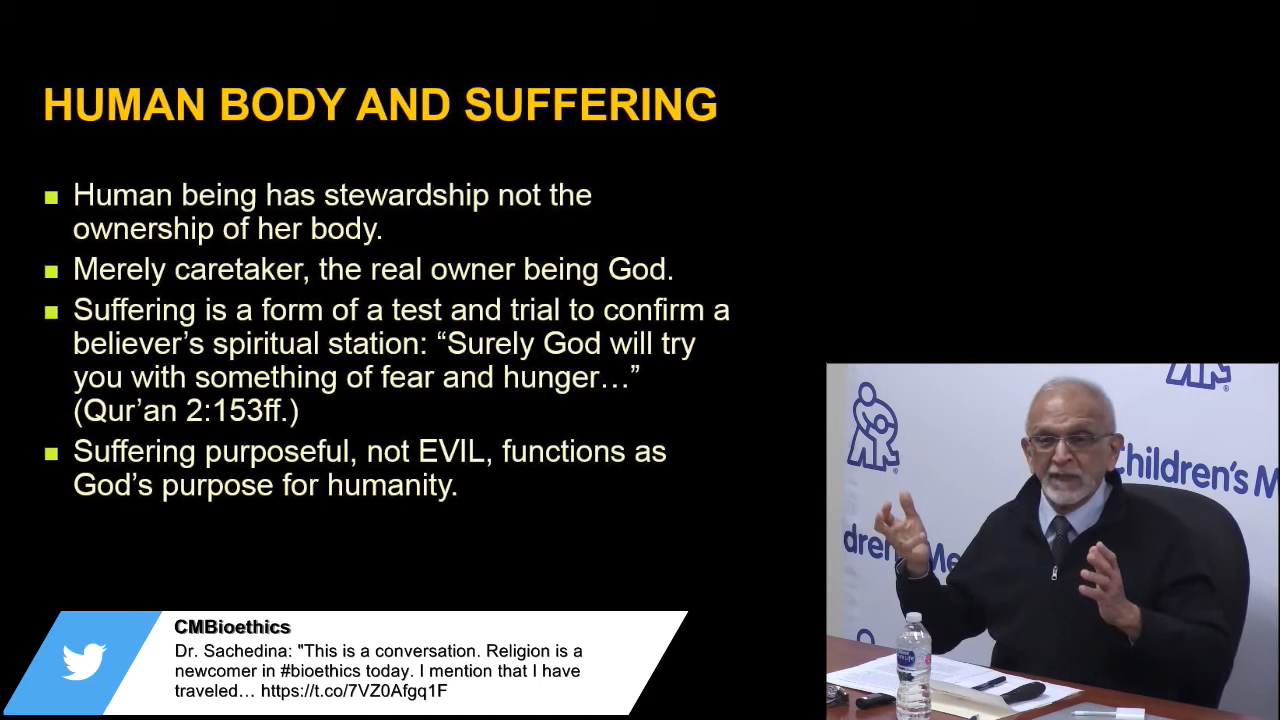 HUMAN BODY AND SUFFERING
Human being has stewardship not the
ownership of her body.
Merely caretaker, the real owner being God.
Suffering is a form of a test and trial to confirm a
believer’s spiritual station: “Surely God will try
you with something of fear and hunger…”
(Qur’an 2:153ff.)
Suffering purposeful, not EVIL, functions as
God’s purpose for humanity.
Children's M
dren's Me
CMBioethics
Dr. Sachedina: "This is a conversation. Religion is a
newcomer in #bioethics today. I mention that I have
traveled… https://t.co/7VZ0Afgq1F